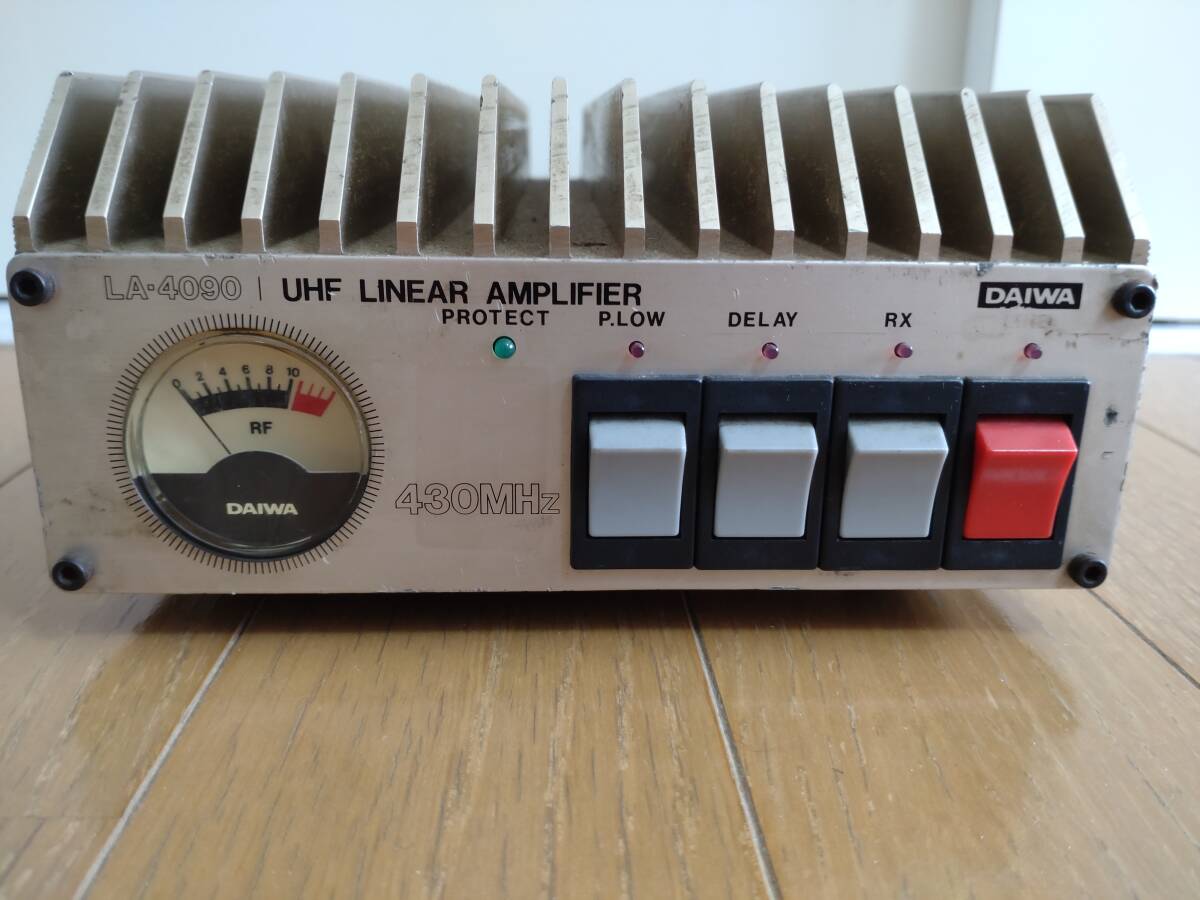 LA-4090 | UHF LINEAR AMPLIFIER
DAIWA
PROTECT P.LOW DELAY RX
0 2 4 6 8 10
RF
DAIWA
430MHz